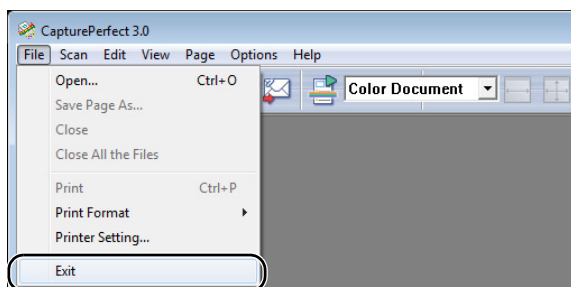 CapturePerfect 3.0
File Scan Edit View Page Options Help
Open... Ctrl+O
Color Document
Save Page As...
Close
Close All the Files
Print Ctrl+P
Print Format
Printer Setting...
Exit